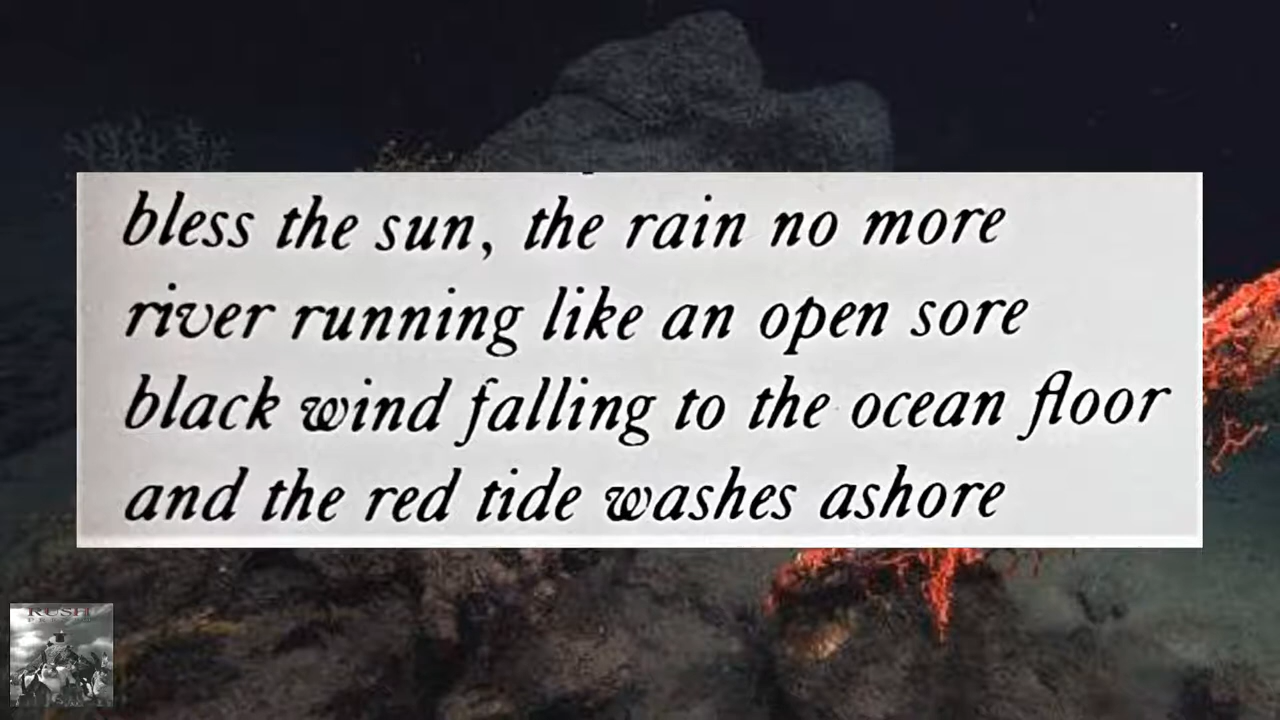 bless the sun, the rain no more
river running like an open sore
black wind falling to the ocean floor
and the red tide washes ashore
RUSH